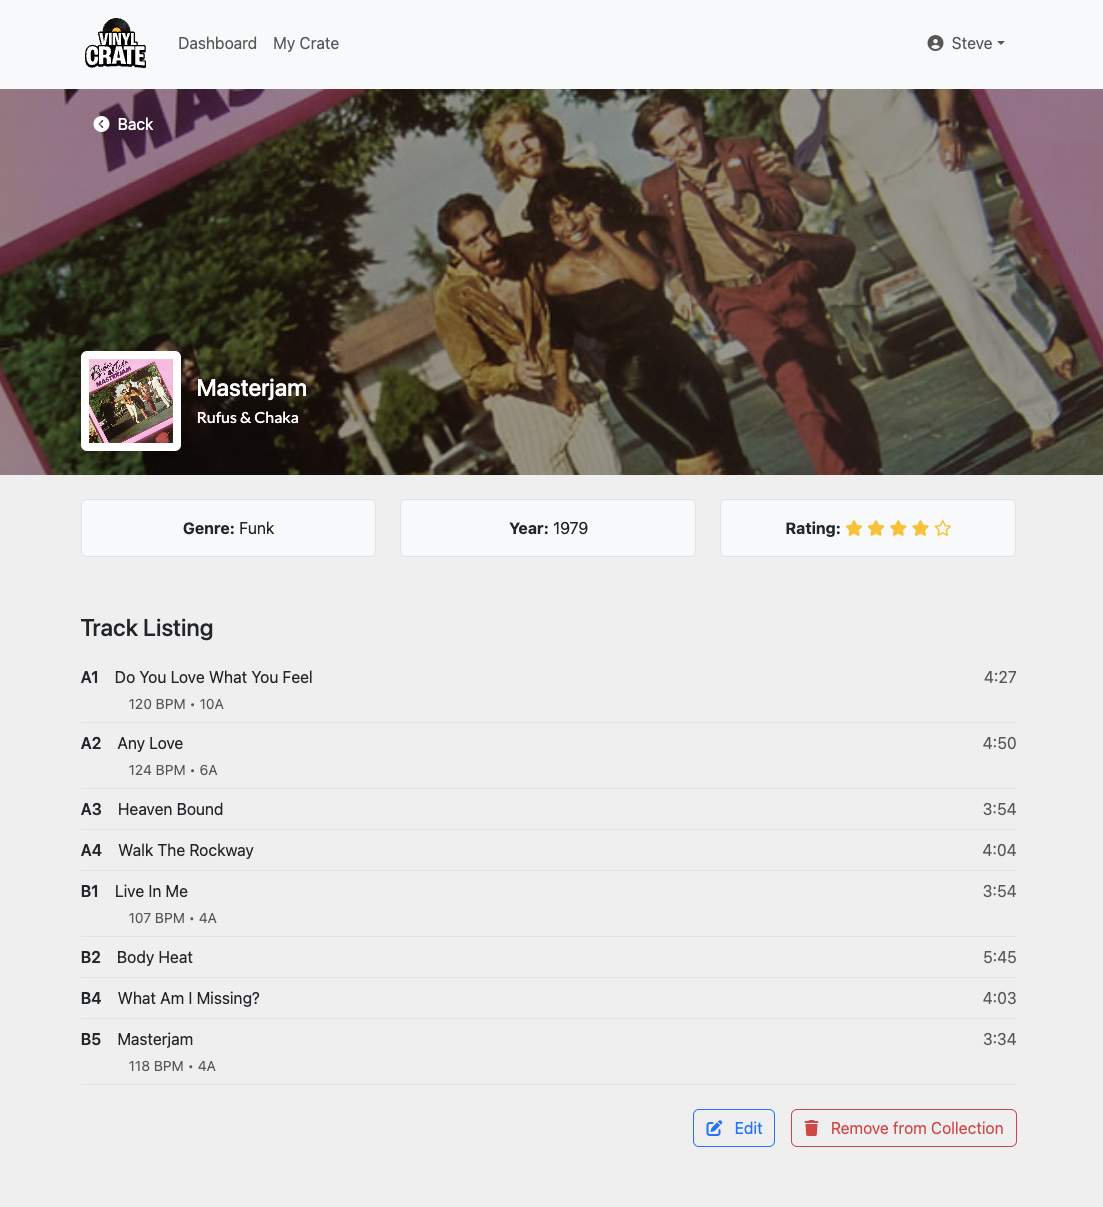 VINYL
CRATE
Dashboard
My Crate
Steve
Back
MAS
Rufus & Chaka
MASTERJAM
Masterjam
Rufus & Chaka
Genre: Funk
Year: 1979
Rating:
Track Listing
A1 Do You Love What You Feel 4:27
120 BPM • 10A
A2 Any Love 4:50
124 BPM • 6A
A3 Heaven Bound 3:54
A4 Walk The Rockway 4:04
B1 Live In Me 3:54
107 BPM • 4A
B2 Body Heat 5:45
B4 What Am I Missing? 4:03
B5 Masterjam 3:34
118 BPM • 4A
Edit
Remove from Collection